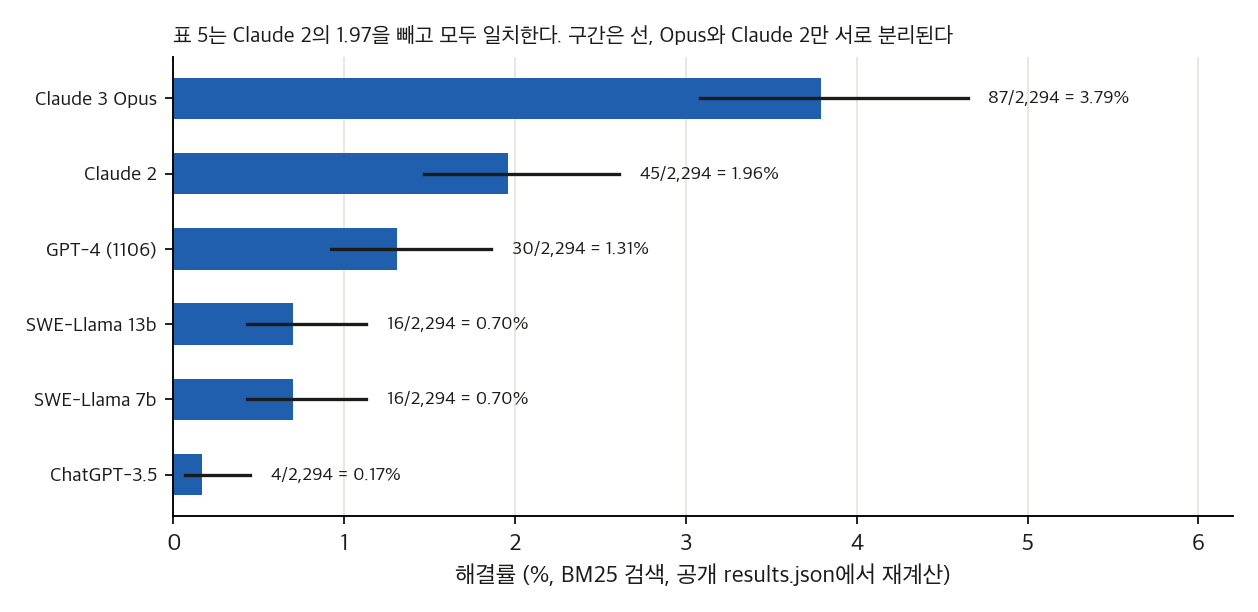 표 5는 Claude 2의 1.97을 빼고 모두 일치한다. 구간은 선, Opus와 Claude 2만 서로 분리된다
Claude 3 Opus
87/2,294 = 3.79%
Claude 2
45/2,294 = 1.96%
GPT-4 (1106)
30/2,294 = 1.31%
SWE-Llama 13b
16/2,294 = 0.70%
SWE-Llama 7b
16/2,294 = 0.70%
ChatGPT-3.5
4/2,294 = 0.17%
0 1 2 3 4 5 6
해결률 (%, BM25 검색, 공개 results.json에서 재계산)